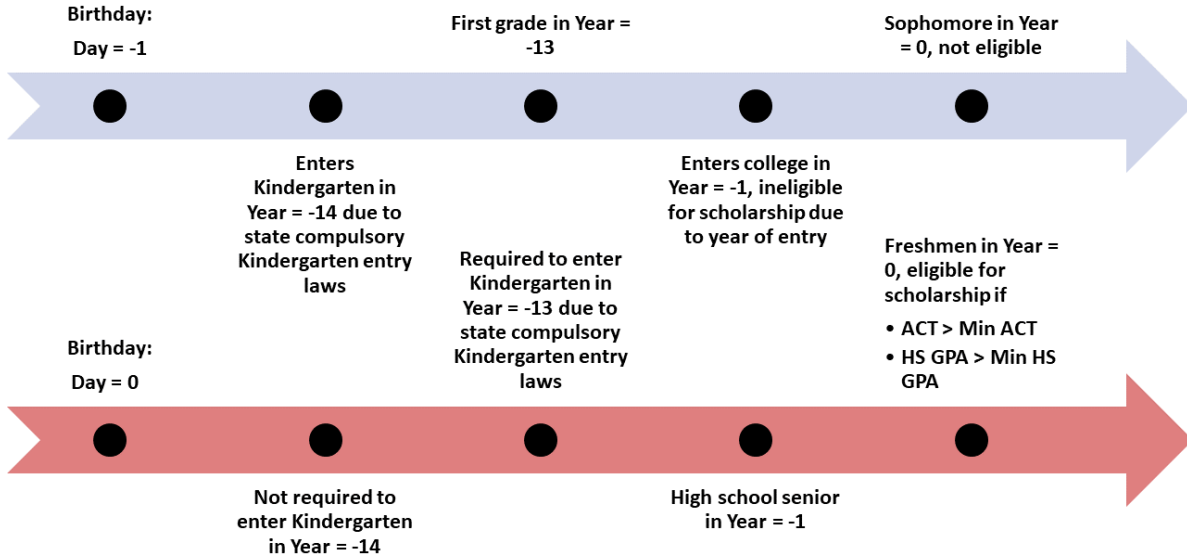 Birthday:
Day = -1
First grade in Year =
-13
Sophomore in Year
= 0, not eligible
Enters
Kindergarten in
Year = -14 due to
state compulsory
Kindergarten entry
laws
Enters college in
Year = -1, ineligible
for scholarship due
to year of entry
Birthday:
Day = 0
Required to enter
Kindergarten in
Year = -13 due to
state compulsory
Kindergarten entry
laws
Freshmen in Year =
0, eligible for
scholarship if
• ACT > Min ACT
• HS GPA > Min HS
GPA
Not required to
enter Kindergarten
in Year = -14
High school senior
in Year = -1